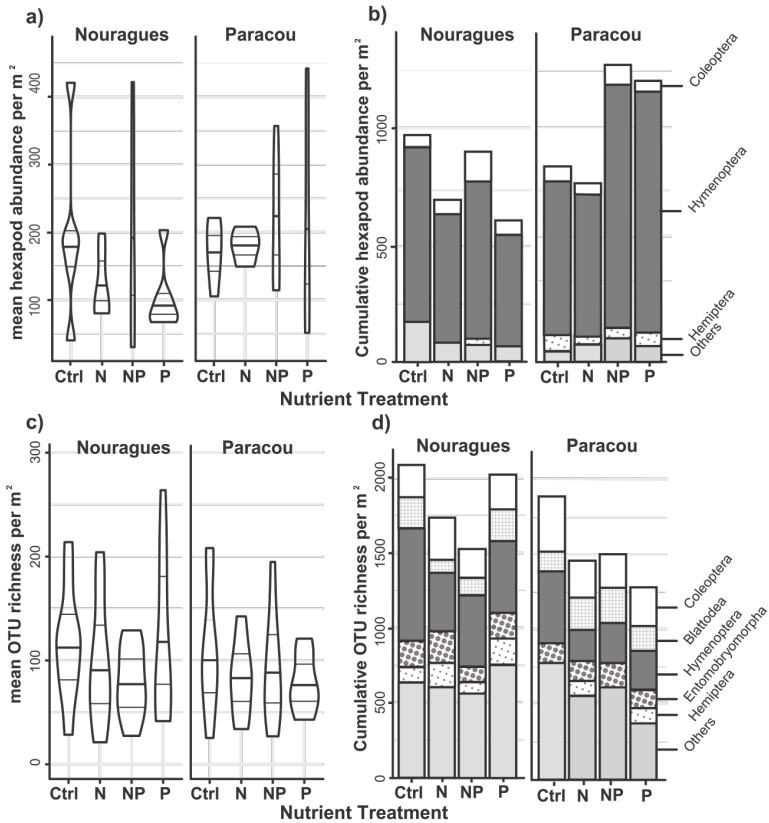 a)
Nouragues Paracou
mean hexapod abundance per m²
400
300
200
100
Ctrl N NP P Ctrl N NP P
b)
Nouragues Paracou
Cumulative hexapod abundance per m²
1000
500
0
Ctrl N NP P Ctrl N NP P
Coleoptera
Hymenoptera
Hemiptera
Others
Nutrient Treatment
c)
Nouragues Paracou
mean OTU richness per m²
300
200
100
0
Ctrl N NP P Ctrl N NP P
d)
Nouragues Paracou
Cumulative OTU richness per m²
2000
1500
1000
500
0
Ctrl N NP P Ctrl N NP P
Coleoptera
Blattodea
Hymenoptera
Entomobryomorpha
Hemiptera
Others
Nutrient Treatment